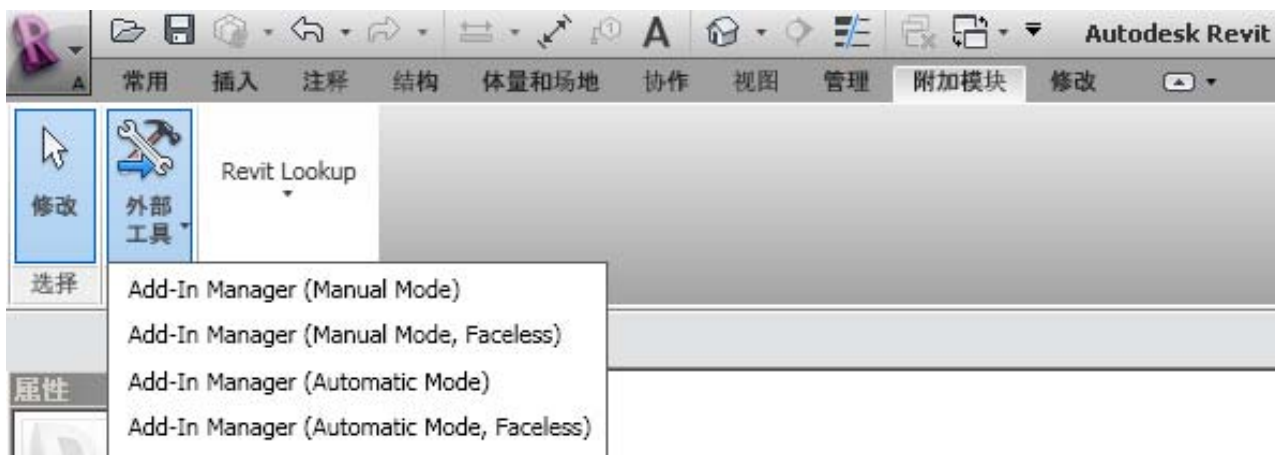 Autodesk Revit
A
常用 插入 注释 结构 体量和场地 协作 视图 管理 附加模块 修改
修改
外部
工具
Revit Lookup
选择
Add-In Manager (Manual Mode)
Add-In Manager (Manual Mode, Faceless)
Add-In Manager (Automatic Mode)
Add-In Manager (Automatic Mode, Faceless)
属性